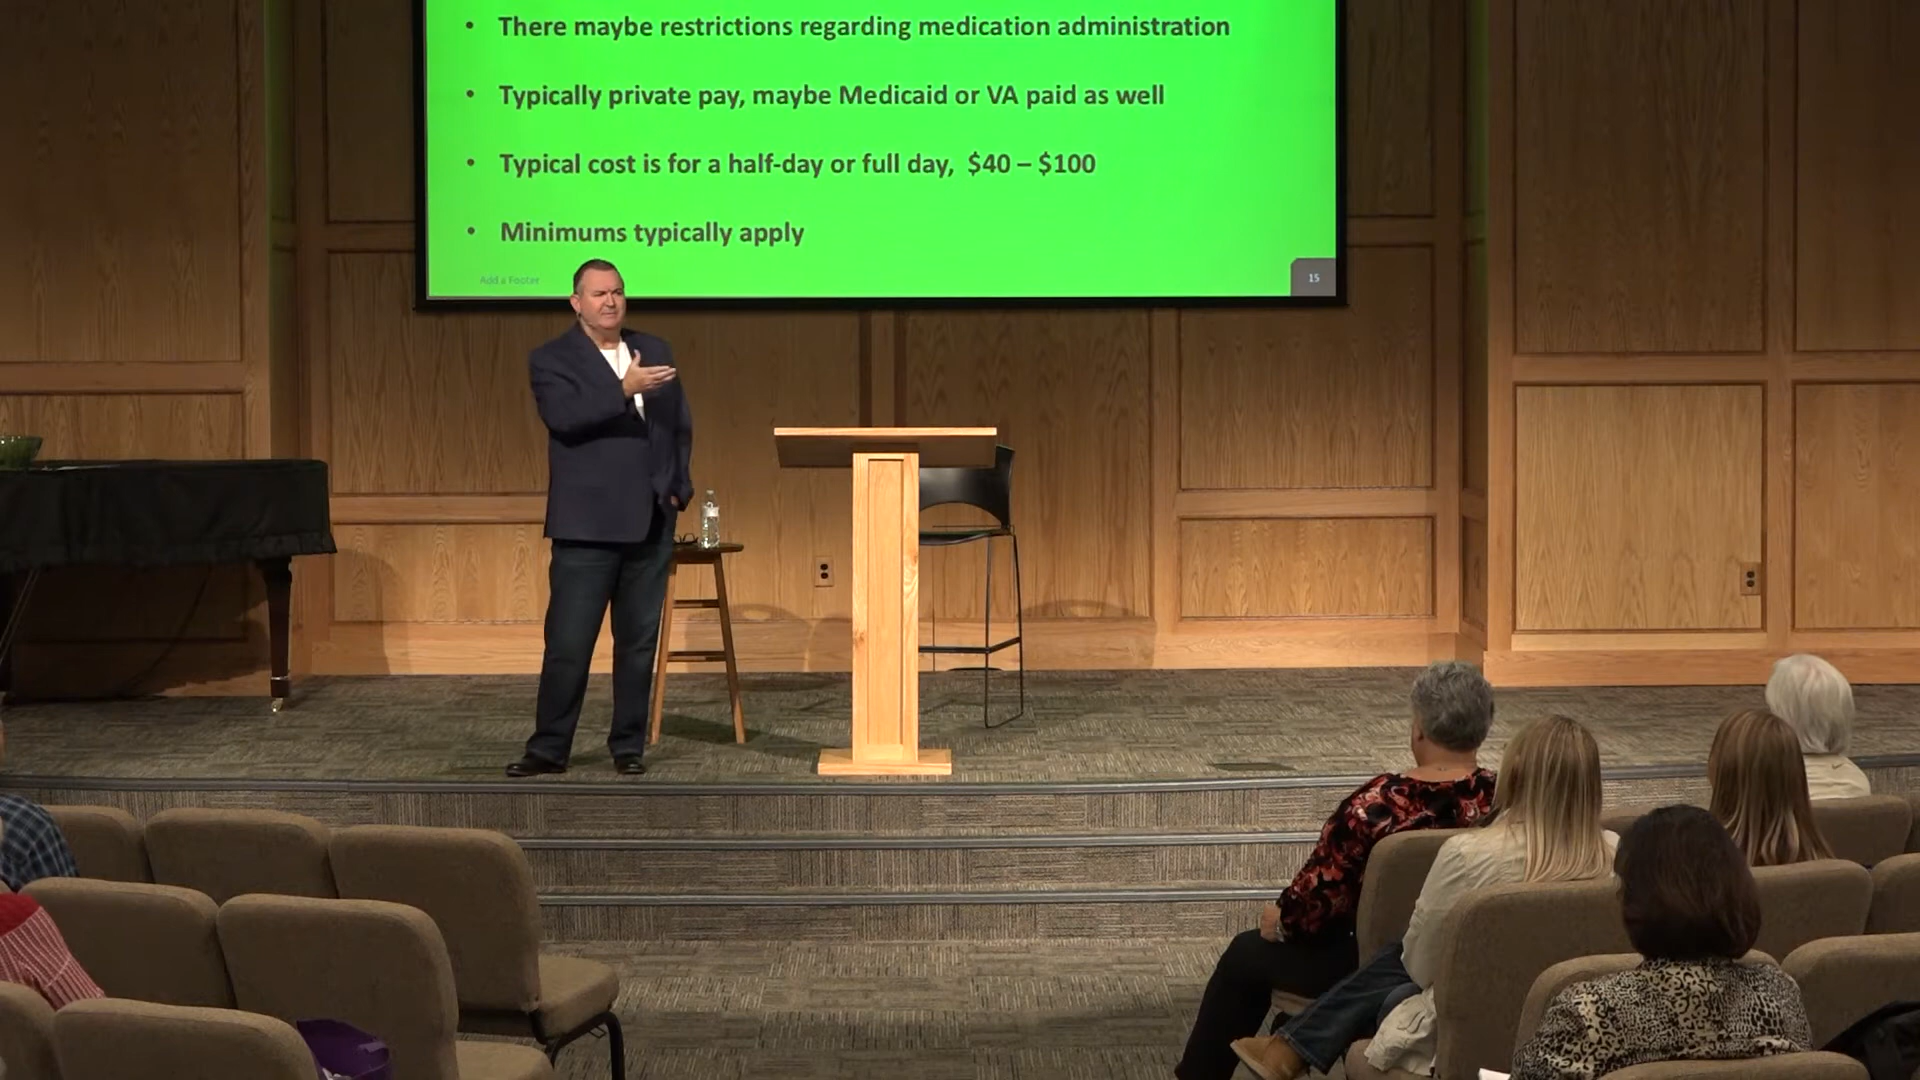 • There maybe restrictions regarding medication administration
• Typically private pay, maybe Medicaid or VA paid as well
• Typical cost is for a half-day or full day, $40 – $100
• Minimums typically apply
Add a Footer
15